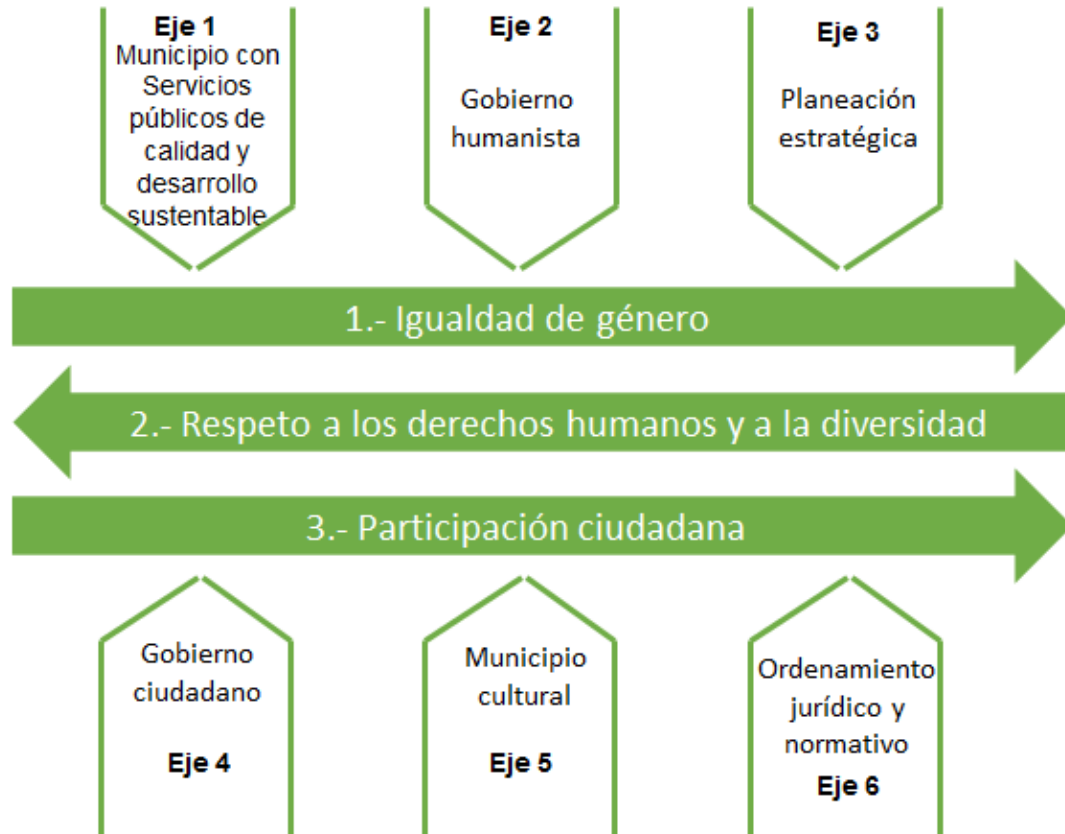 Eje 1
Municipio con
Servicios
públicos de
calidad y
desarrollo
sustentable
Eje 2
Gobierno
humanista
Eje 3
Planeación
estratégica
1.- Igualdad de género
2.- Respeto a los derechos humanos y a la diversidad
3.- Participación ciudadana
Gobierno
ciudadano
Eje 4
Municipio
cultural
Eje 5
Ordenamiento
jurídico y
normativo
Eje 6